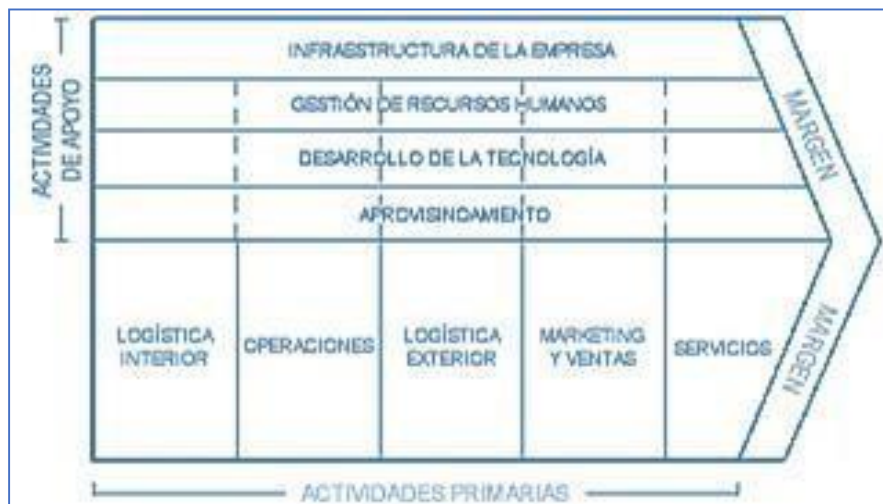 ACTIVIDADES
DE APOYO
INFRAESTRUCTURA DE LA EMPRESA
GESTIÓN DE RECURSOS HUMANOS
DESARROLLO DE LA TECNOLOGÍA
APROVISINOAMIENTO
MARGEN
LOGÍSTICA
INTERIOR
OPERACIONES
LOGÍSTICA
EXTERIOR
MARKETING
Y VENTAS
SERVICIOS
MARGEN
ACTIVIDADES PRIMARIAS